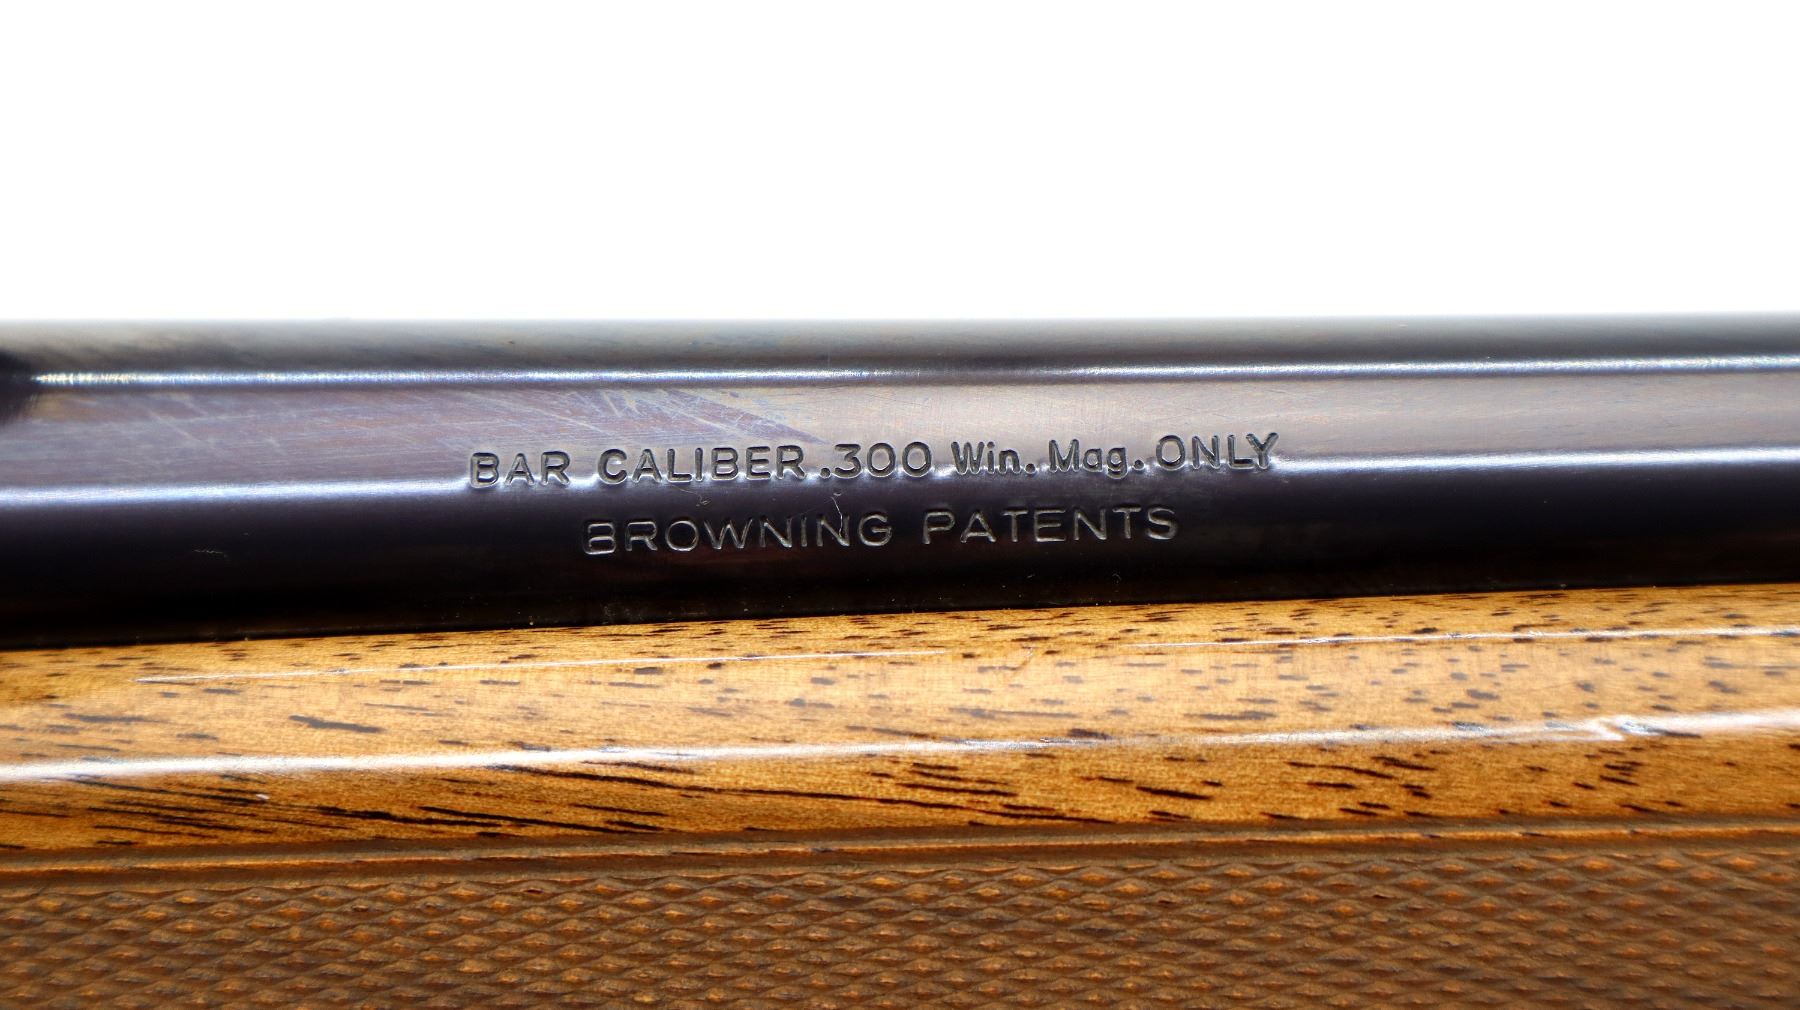 BAR CALIBER .300 Win. Mag. ONLY
BROWNING PATENTS